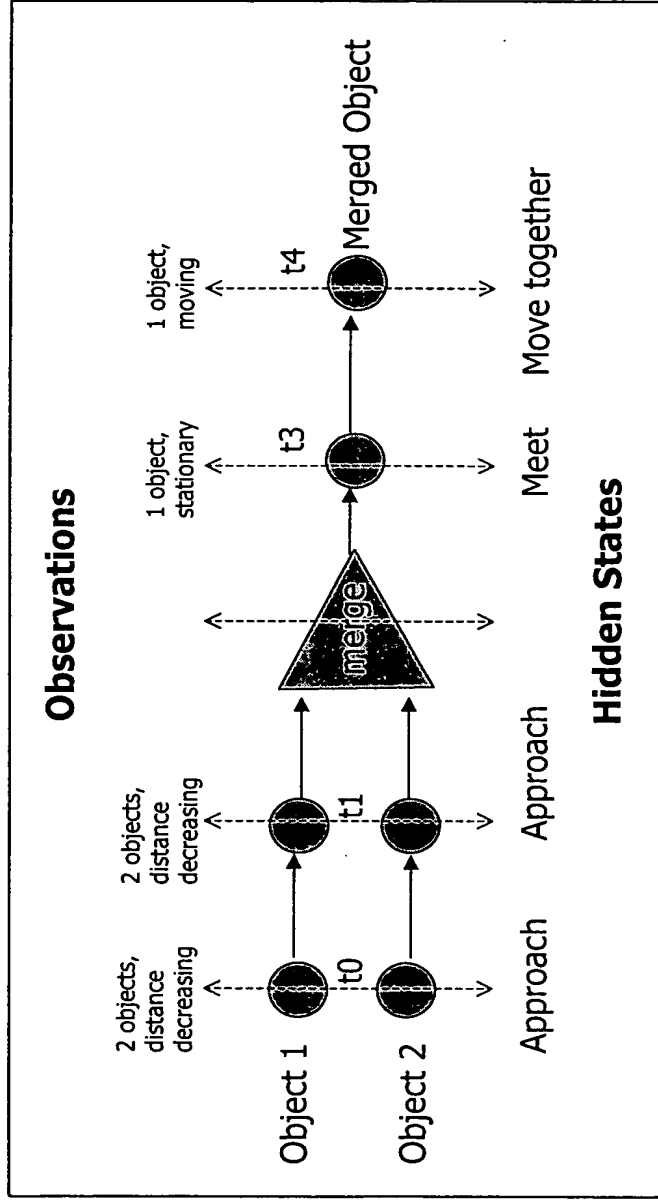 Observations
2 objects,
distance
decreasing
2 objects,
distance
decreasing
1 object,
stationary
1 object,
moving
Object 1
t0
t1
merge
t3
t4
Merged Object
Object 2
Approach
Approach
Meet
Move together
Hidden States